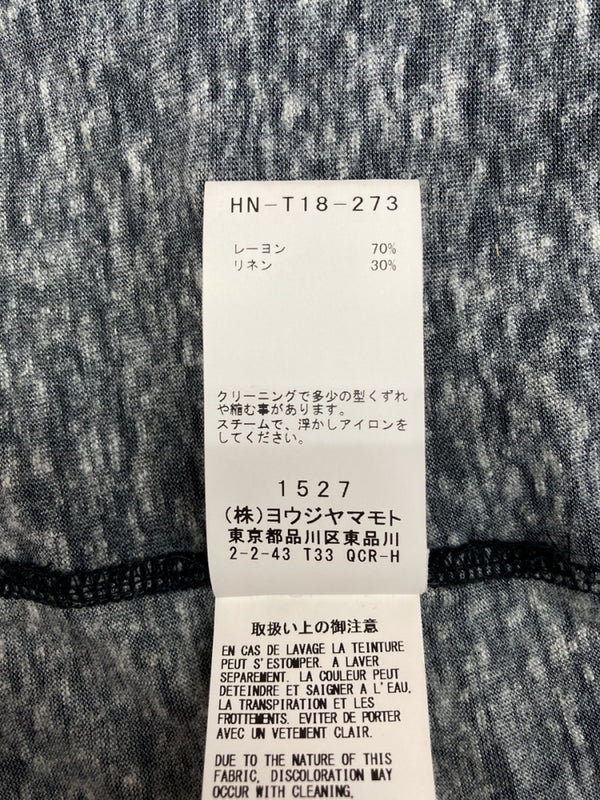 HN-T18-273
レーヨン 70%
リネン 30%
クリーニングで多少の型くずれ
や縮む事があります。
スチームで、浮かしアイロンを
してください。
1527
(株)ヨウジヤマモト
東京都品川区東品川
2-2-43 T33 QCR-H
取扱い上の御注意
EN CAS DE LAVAGE LA TEINTURE
PEUT S'ESTOMPER. A LAVER
SEPAREMENT. LA COULEUR PEUT
DETEINDRE ET SAIGNER A L'EAU,
LA TRANSPIRATION ET LES
FROTTEMENTS. EVITER DE PORTER
AVEC UN VETEMENT CLAIR.
DUE TO THE NATURE OF THIS
FABRIC, DISCOLORATION MAY
OCCUR WITH CLEANING,